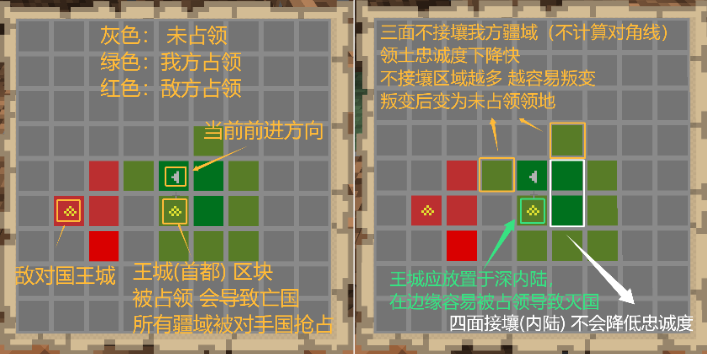 灰色： 未占领
绿色：我方占领
红色：敌方占领
当前前进方向
敌对国王城
王城(首都) 区块
被占领 会导致亡国
所有疆域被对手国抢占
三面不接壤我方疆域（不计算对角线）
领土忠诚度下降快
不接壤区域越多 越容易叛变
叛变后变为未占领领地
王城应放置于深内陆，
在边缘容易被占领导致灭国
四面接壤(内陆) 不会降低忠诚度